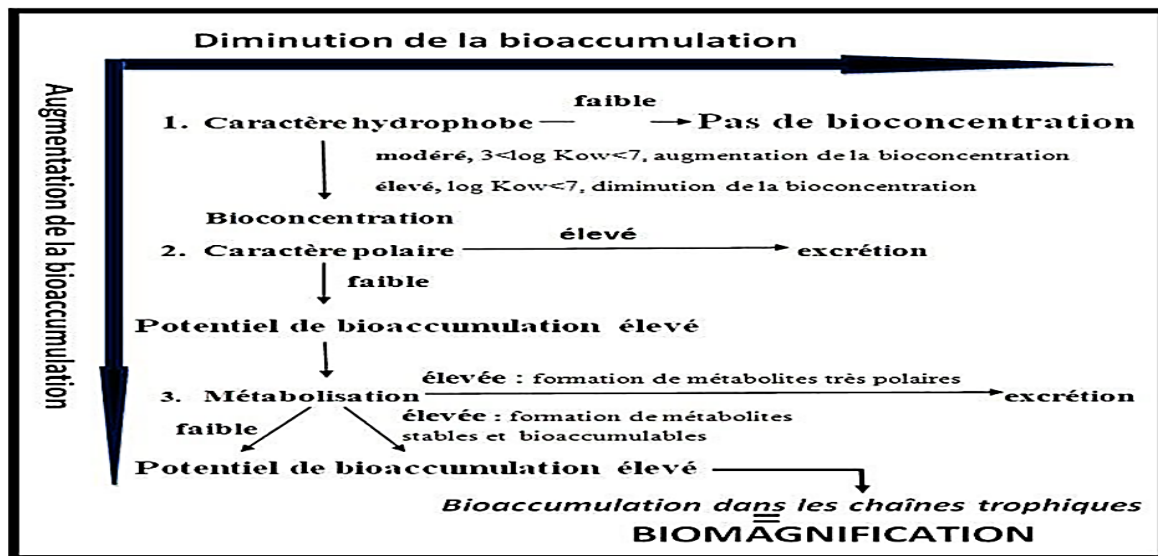 Diminution de la bioaccumulation
Augmentation de la bioaccumulation
faible
1. Caractère hydrophobe Pas de bioconcentration
modéré, 3<log Kow<7, augmentation de la bioconcentration
élevé, log Kow<7, diminution de la bioconcentration
Bioconcentration
élevé
2. Caractère polaire excrétion
faible
Potentiel de bioaccumulation élevé
élevée : formation de métabolites très polaires
3. Métabolisation excrétion
faible
élevée : formation de métabolites
stables et bioaccumulables
Potentiel de bioaccumulation élevé
Bioaccumulation dans les chaînes trophiques
BIOMAGNIFICATION